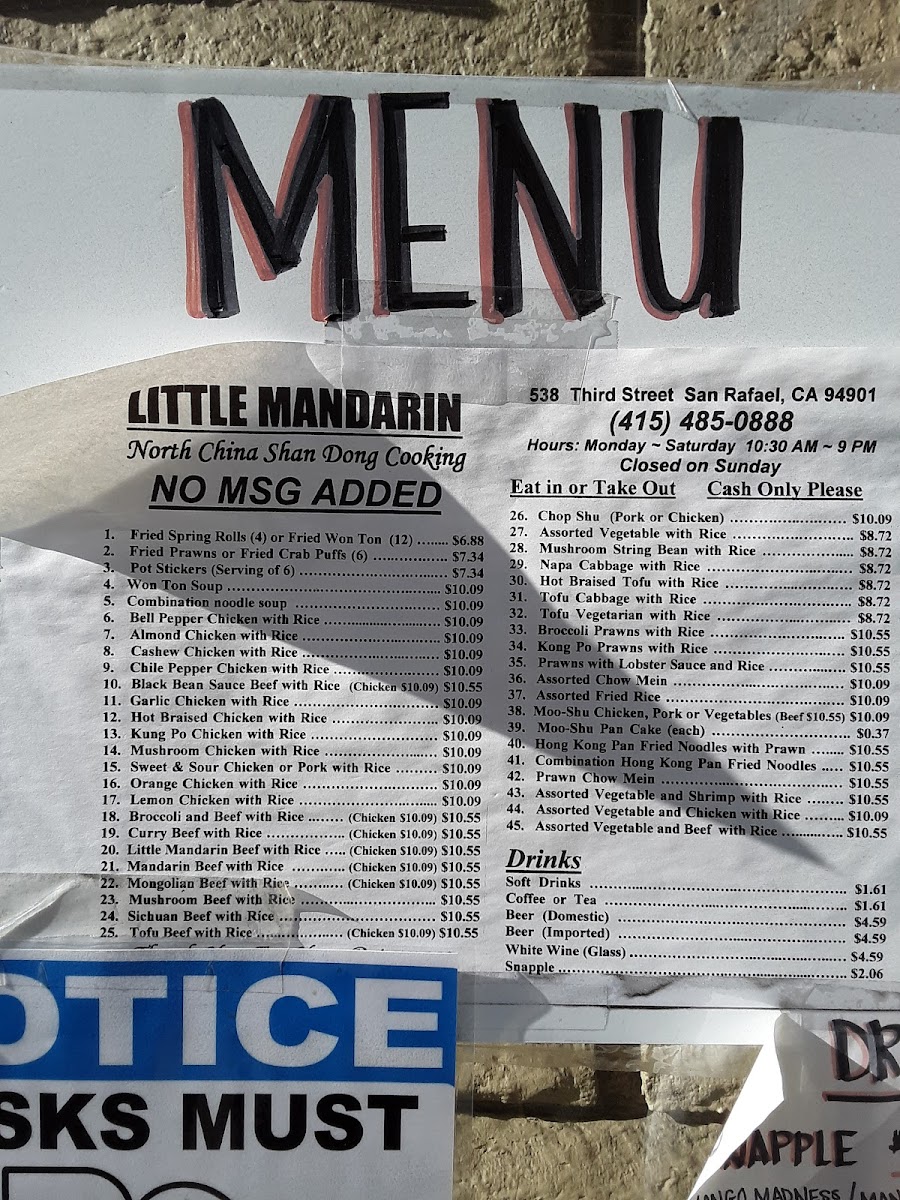 MENU
LITTLE MANDARIN
North China Shan Dong Cooking
NO MSG ADDED
1. Fried Spring Rolls (4) or Fried Won Ton (12) ....... $6.88
2. Fried Prawns or Fried Crab Puffs (6) ................ $7.34
3. Pot Stickers (Serving of 6) ................ $7.34
4. Won Ton Soup ................ $10.09
5. Combination noodle soup ................ $10.09
6. Bell Pepper Chicken with Rice ................ $10.09
7. Almond Chicken with Rice ................ $10.09
8. Cashew Chicken with Rice ................ $10.09
9. Chile Pepper Chicken with Rice ................ $10.09
10. Black Bean Sauce Beef with Rice (Chicken $10.09) $10.55
11. Garlic Chicken with Rice ................ $10.09
12. Hot Braised Chicken with Rice ................ $10.09
13. Kung Po Chicken with Rice ................ $10.09
14. Mushroom Chicken with Rice ................ $10.09
15. Sweet & Sour Chicken or Pork with Rice ......... $10.09
16. Orange Chicken with Rice ................ $10.09
17. Lemon Chicken with Rice ................ $10.09
18. Broccoli and Beef with Rice ........ (Chicken $10.09) $10.55
19. Curry Beef with Rice ................ (Chicken $10.09) $10.55
20. Little Mandarin Beef with Rice ..... (Chicken $10.09) $10.55
21. Mandarin Beef with Rice ............ (Chicken $10.09) $10.55
22. Mongolian Beef with Rice .......... (Chicken $10.09) $10.55
23. Mushroom Beef with Rice ................ $10.55
24. Sichuan Beef with Rice ................ $10.55
25. Tofu Beef with Rice ................ (Chicken $10.09) $10.55
538 Third Street San Rafael, CA 94901
(415) 485-0888
Hours: Monday ~ Saturday 10:30 AM ~ 9 PM
Closed on Sunday
Eat in or Take Out Cash Only Please
26. Chop Shu (Pork or Chicken) ................ $10.09
27. Assorted Vegetable with Rice ................ $8.72
28. Mushroom String Bean with Rice ................ $8.72
29. Napa Cabbage with Rice ................ $8.72
30. Hot Braised Tofu with Rice ................ $8.72
31. Tofu Cabbage with Rice ................ $8.72
32. Tofu Vegetarian with Rice ................ $8.72
33. Broccoli Prawns with Rice ................ $10.55
34. Kong Po Prawns with Rice ................ $10.55
35. Prawns with Lobster Sauce and Rice ................ $10.55
36. Assorted Chow Mein ................ $10.09
37. Assorted Fried Rice ................ $10.09
38. Moo-Shu Chicken, Pork or Vegetables (Beef $10.55) $10.09
39. Moo-Shu Pan Cake (each) ................ $0.37
40. Hong Kong Pan Fried Noodles with Prawn ........ $10.55
41. Combination Hong Kong Pan Fried Noodles ..... $10.55
42. Prawn Chow Mein ................ $10.55
43. Assorted Vegetable and Shrimp with Rice ........ $10.55
44. Assorted Vegetable and Chicken with Rice ......... $10.09
45. Assorted Vegetable and Beef with Rice ............. $10.55
Drinks
Soft Drinks ................ $1.61
Coffee or Tea ................ $1.61
Beer (Domestic) ................ $4.59
Beer (Imported) ................ $4.59
White Wine (Glass) ................ $4.59
Snapple ................ $2.06
OTICE
SKS MUST
DR
NAPPLE
ANGO MADNESS / MAN